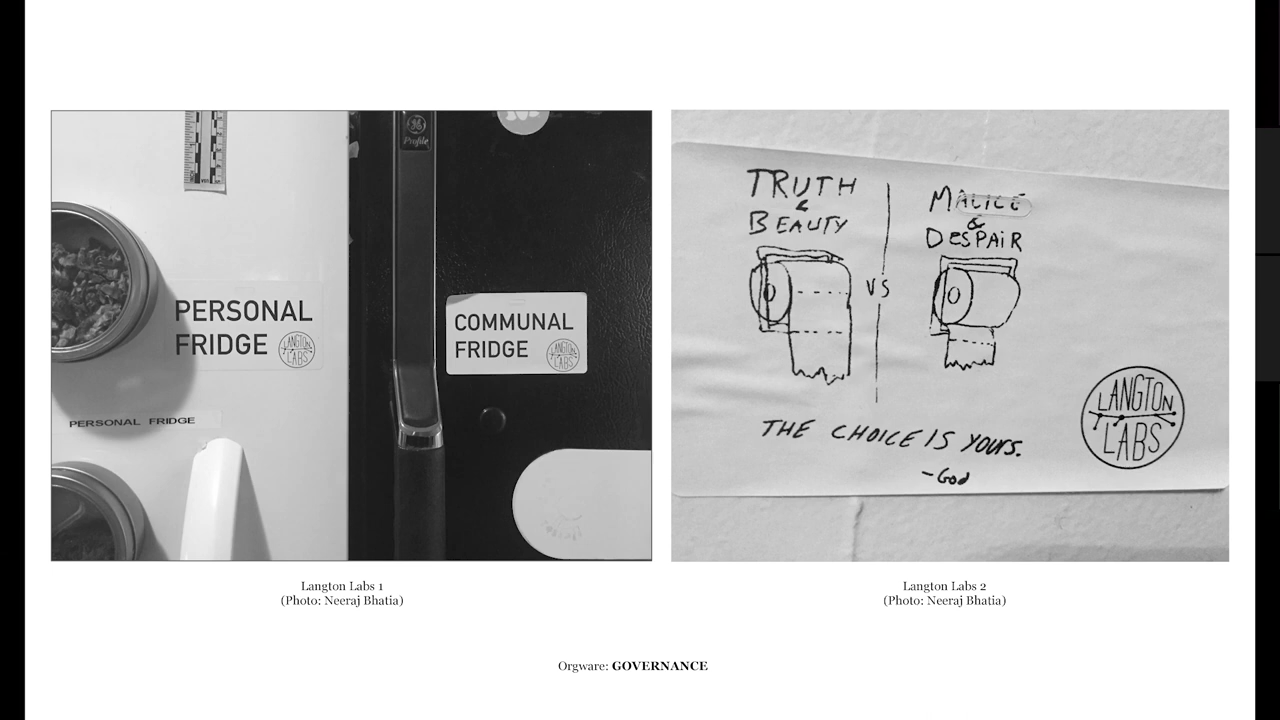 GE
Profile
PERSONAL
FRIDGE
LANGTON
LABS
PERSONAL FRIDGE
COMMUNAL
FRIDGE
LANGTON
LABS
TRUTH
&
BEAUTY
VS
MALICE
&
DESPAIR
THE CHOICE IS YOURS.
-God
LANGTON
LABS
Langton Labs 1
(Photo: Neeraj Bhatia)
Langton Labs 2
(Photo: Neeraj Bhatia)
Orgware: GOVERNANCE